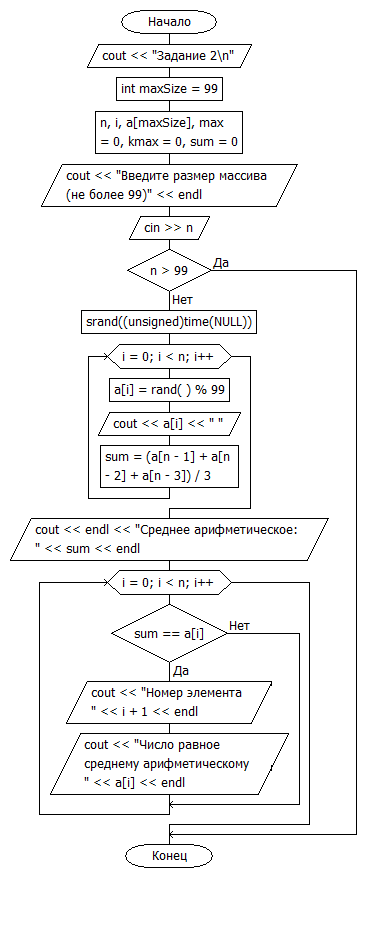 Начало
cout << "Задание 2\n"
int maxSize = 99
n, i, a[maxSize], max
= 0, kmax = 0, sum = 0
cout << "Введите размер массива
(не более 99)" << endl
cin >> n
n > 99
Да
Нет
srand((unsigned)time(NULL))
i = 0; i < n; i++
a[i] = rand( ) % 99
cout << a[i] << " "
sum = (a[n - 1] + a[n
- 2] + a[n - 3]) / 3
cout << endl << "Среднее арифметическое:
" << sum << endl
i = 0; i < n; i++
sum == a[i]
Нет
Да
cout << "Номер элемента
" << i + 1 << endl
cout << "Число равное
среднему арифметическому
" << a[i] << endl
Конец